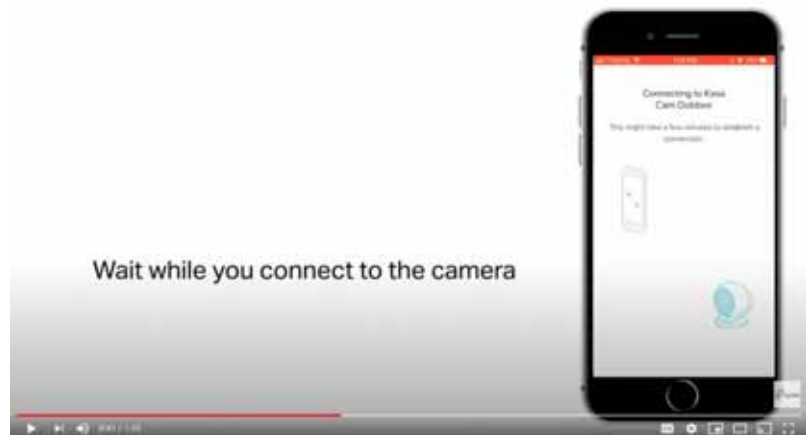 Connecting to Kasa
Cam Outdoor
This might take a few minutes to establish a
connection.
Wait while you connect to the camera